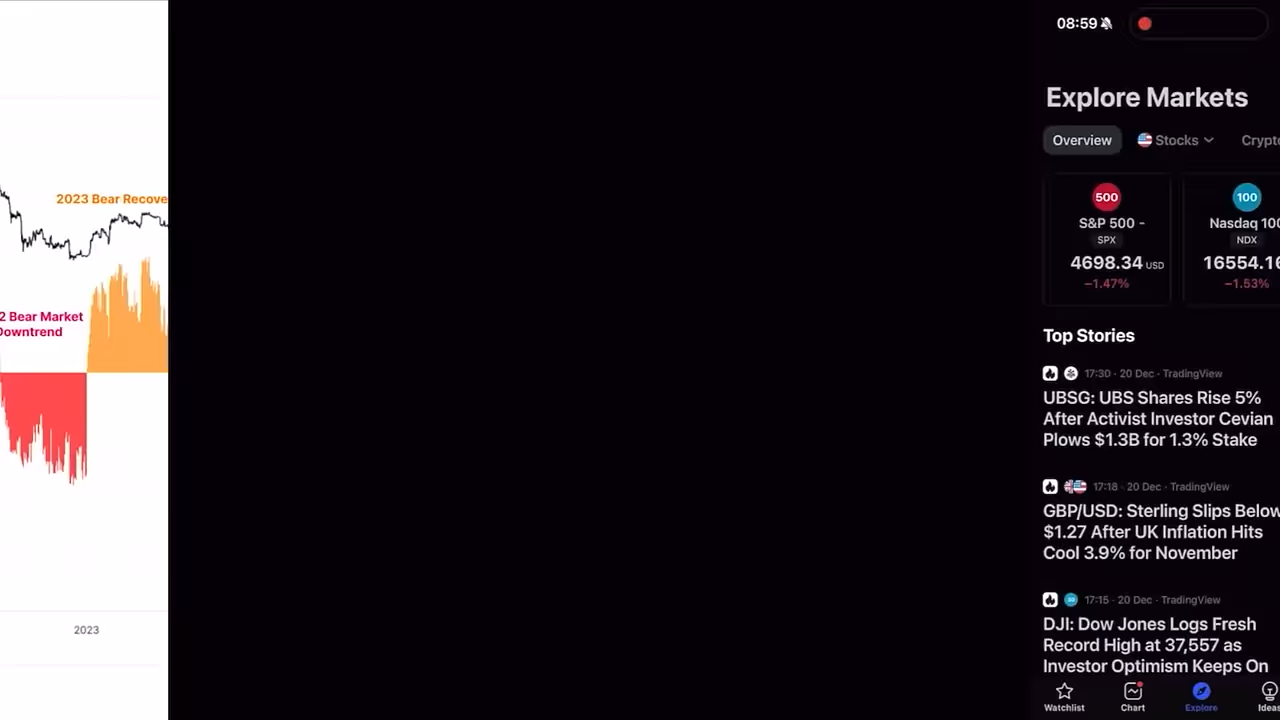 2023 Bear Recove
2 Bear Market
Downtrend
2023
08:59
Explore Markets
Overview
Stocks
Crypto
500
S&P 500 -
SPX
4698.34 USD
−1.47%
100
Nasdaq 100
NDX
16554.16
−1.53%
Top Stories
17:30 · 20 Dec · TradingView
UBSG: UBS Shares Rise 5%
After Activist Investor Cevian
Plows $1.3B for 1.3% Stake
17:18 · 20 Dec · TradingView
GBP/USD: Sterling Slips Below
$1.27 After UK Inflation Hits
Cool 3.9% for November
17:15 · 20 Dec · TradingView
DJI: Dow Jones Logs Fresh
Record High at 37,557 as
Investor Optimism Keeps On
Watchlist
Chart
Explore
Ideas